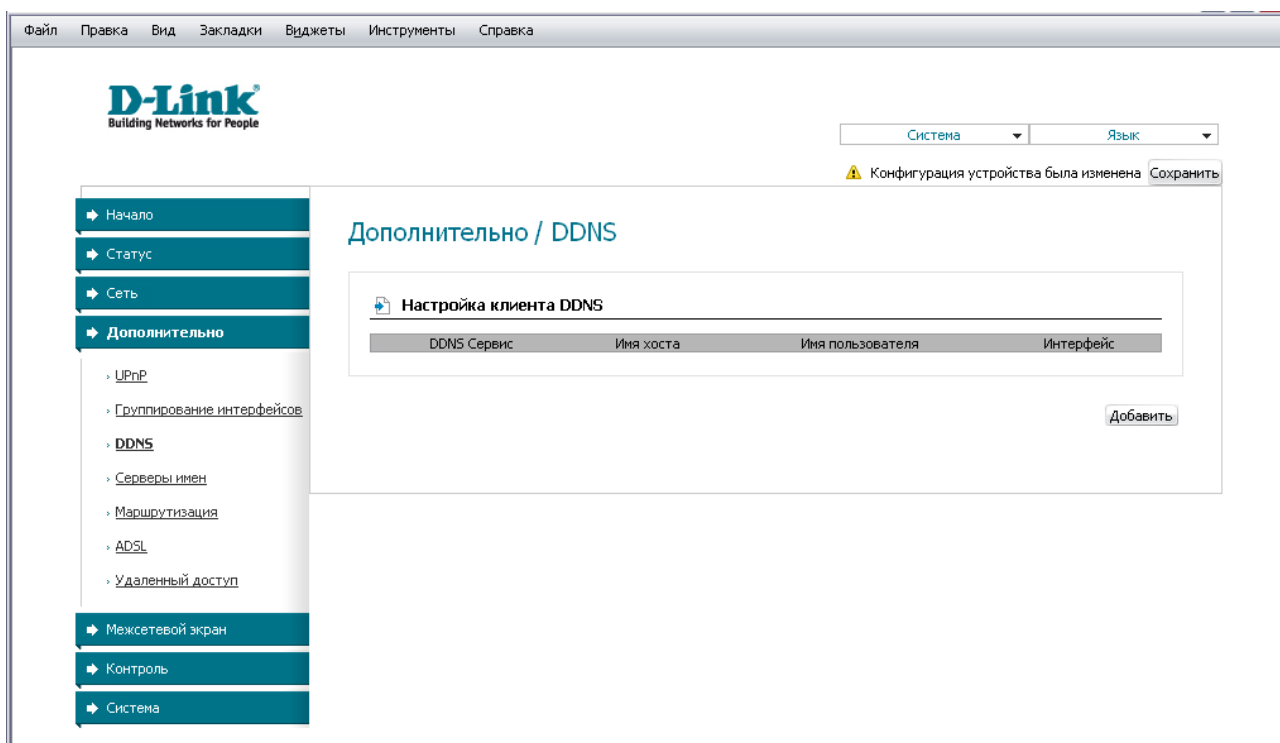 Файл Правка Вид Закладки Виджеты Инструменты Справка
D-Link
Building Networks for People
Система Язык
Конфигурация устройства была изменена Сохранить
Начало
Статус
Сеть
Дополнительно
UPnP
Группирование интерфейсов
DDNS
Серверы имен
Маршрутизация
ADSL
Удаленный доступ
Межсетевой экран
Контроль
Система
Дополнительно / DDNS
Настройка клиента DDNS
DDNS Сервис Имя хоста Имя пользователя Интерфейс
Добавить